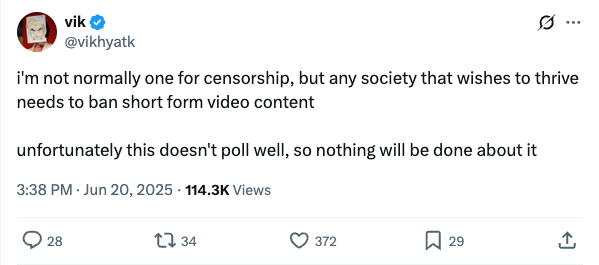 vik
@vikhyatk
i'm not normally one for censorship, but any society that wishes to thrive
needs to ban short form video content
unfortunately this doesn't poll well, so nothing will be done about it
3:38 PM · Jun 20, 2025 · 114.3K Views
28 34 372 29